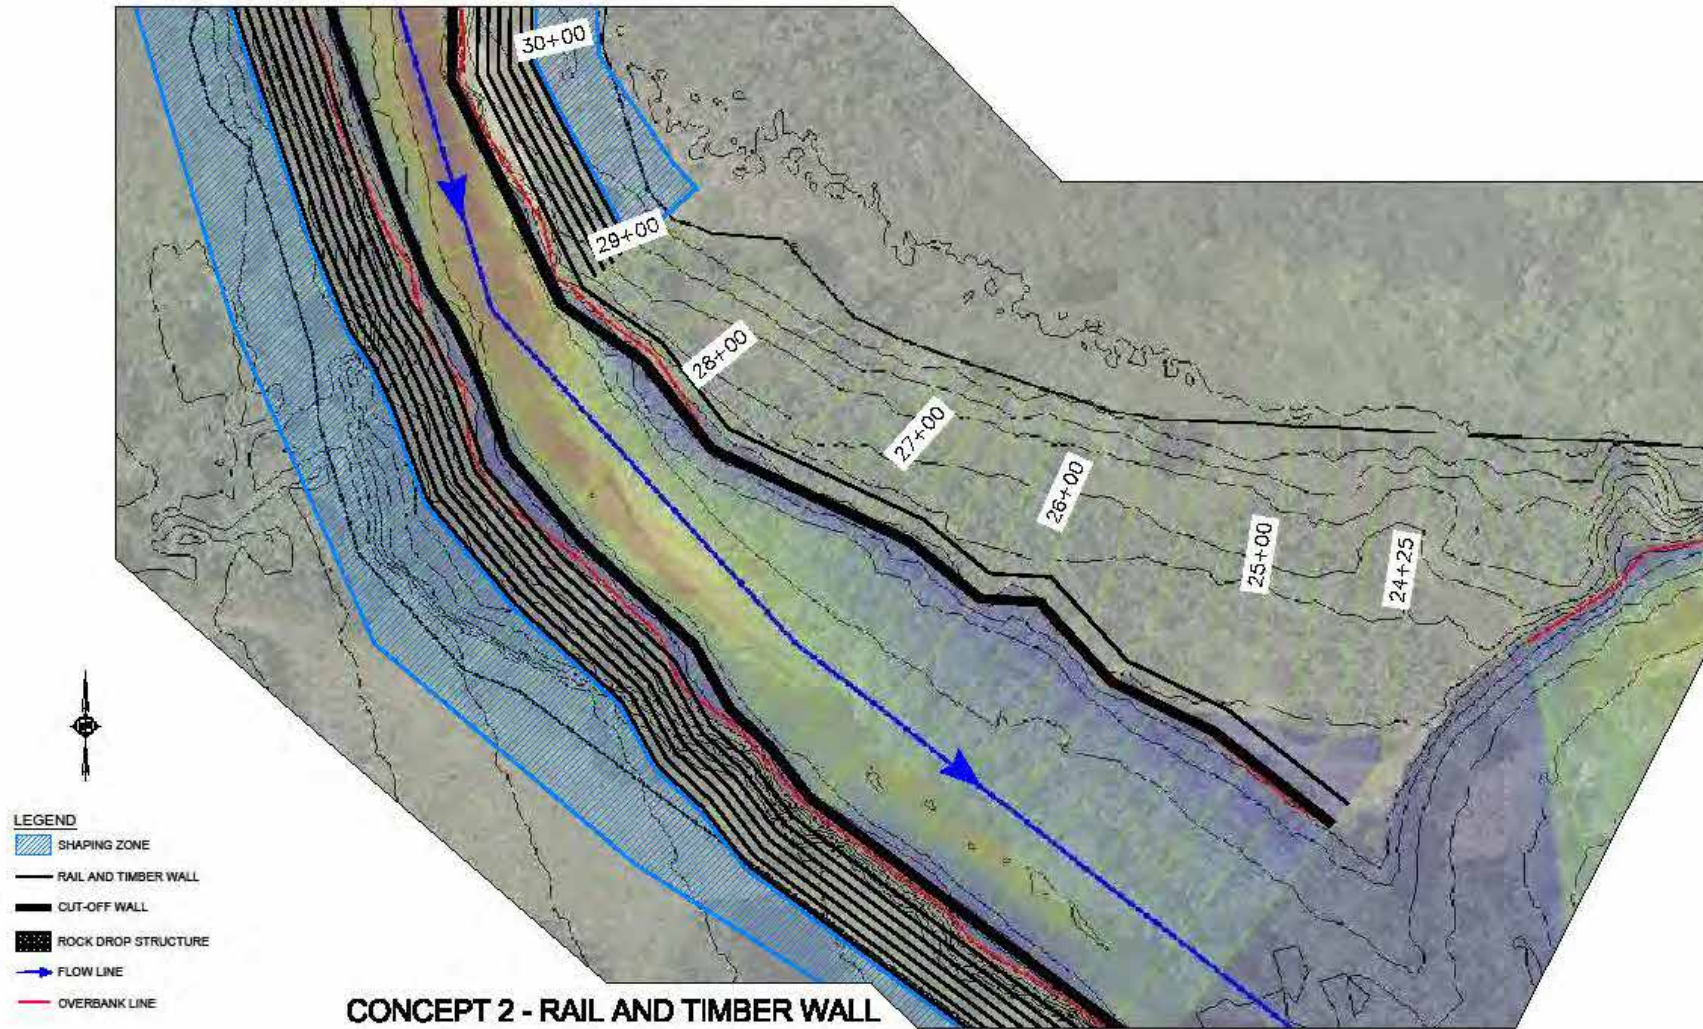 30+00
29+00
28+00
27+00
26+00
25+00
24+25
LEGEND
SHAPING ZONE
RAIL AND TIMBER WALL
CUT-OFF WALL
ROCK DROP STRUCTURE
FLOW LINE
OVERBANK LINE
CONCEPT 2 - RAIL AND TIMBER WALL